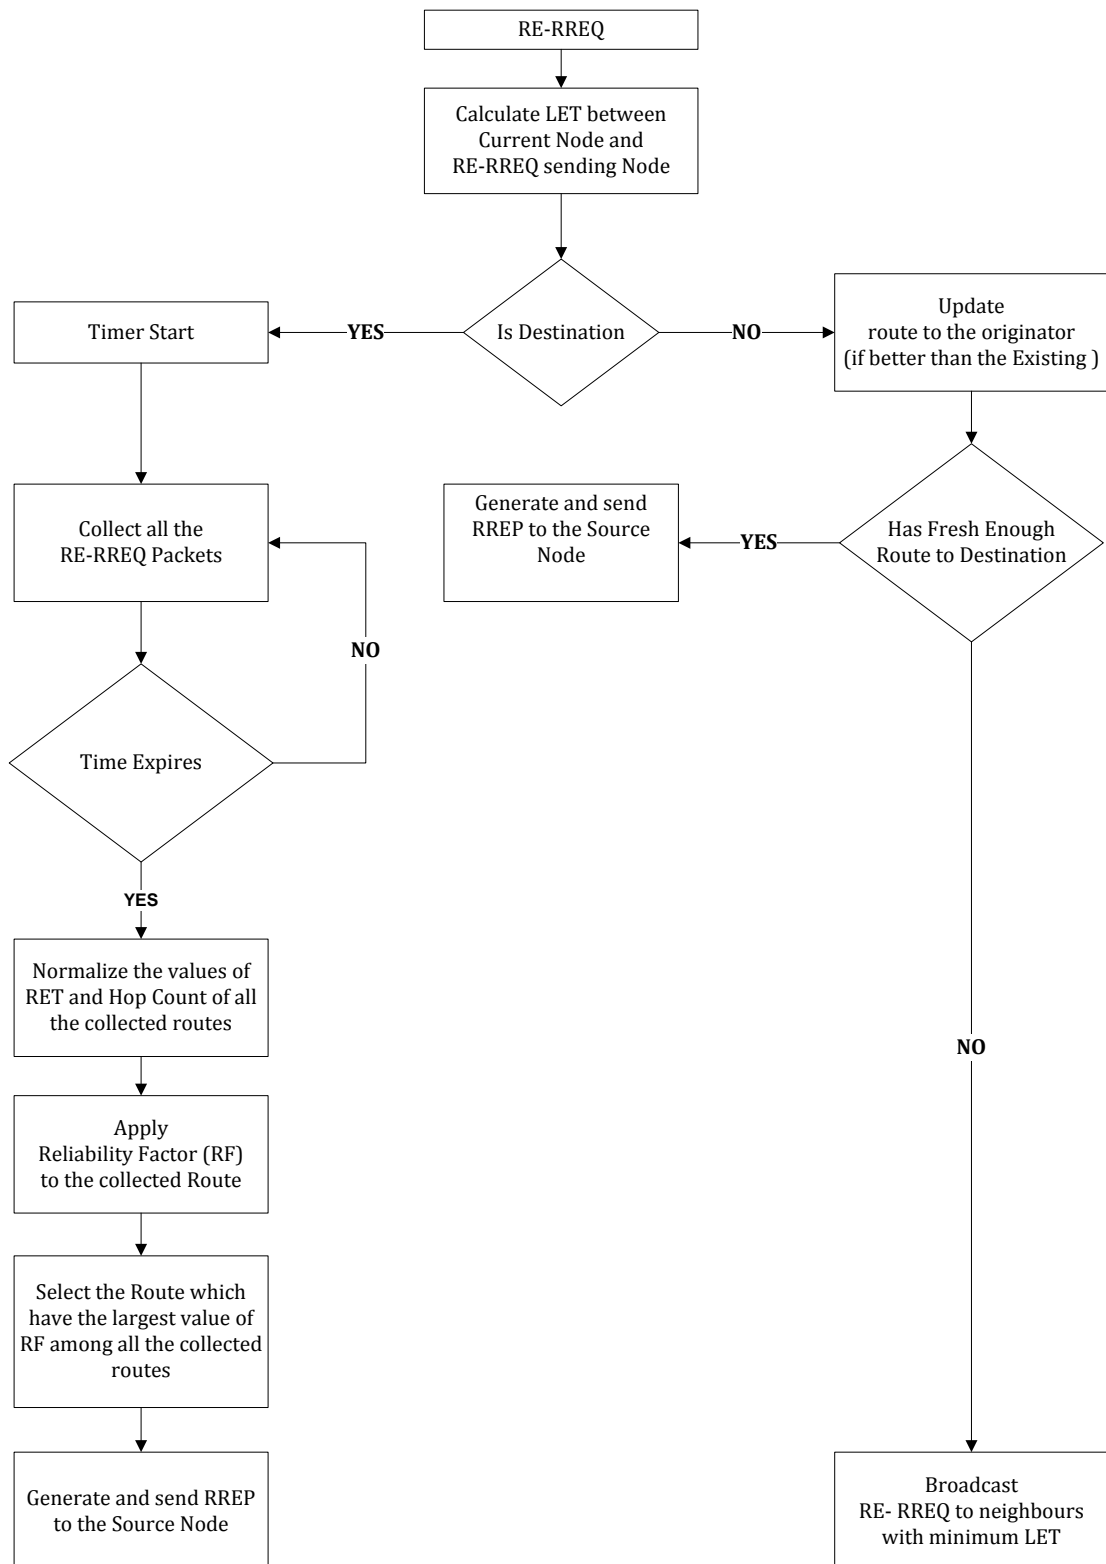 RE-RREQ
Calculate LET between
Current Node and
RE-RREQ sending Node
Timer Start
YES
Is Destination
NO
Update
route to the originator
(if better than the Existing )
Collect all the
RE-RREQ Packets
Generate and send
RREP to the Source
Node
YES
Has Fresh Enough
Route to Destination
NO
Time Expires
YES
Normalize the values of
RET and Hop Count of all
the collected routes
NO
Apply
Reliability Factor (RF)
to the collected Route
Select the Route which
have the largest value of
RF among all the collected
routes
Generate and send RREP
to the Source Node
Broadcast
RE- RREQ to neighbours
with minimum LET